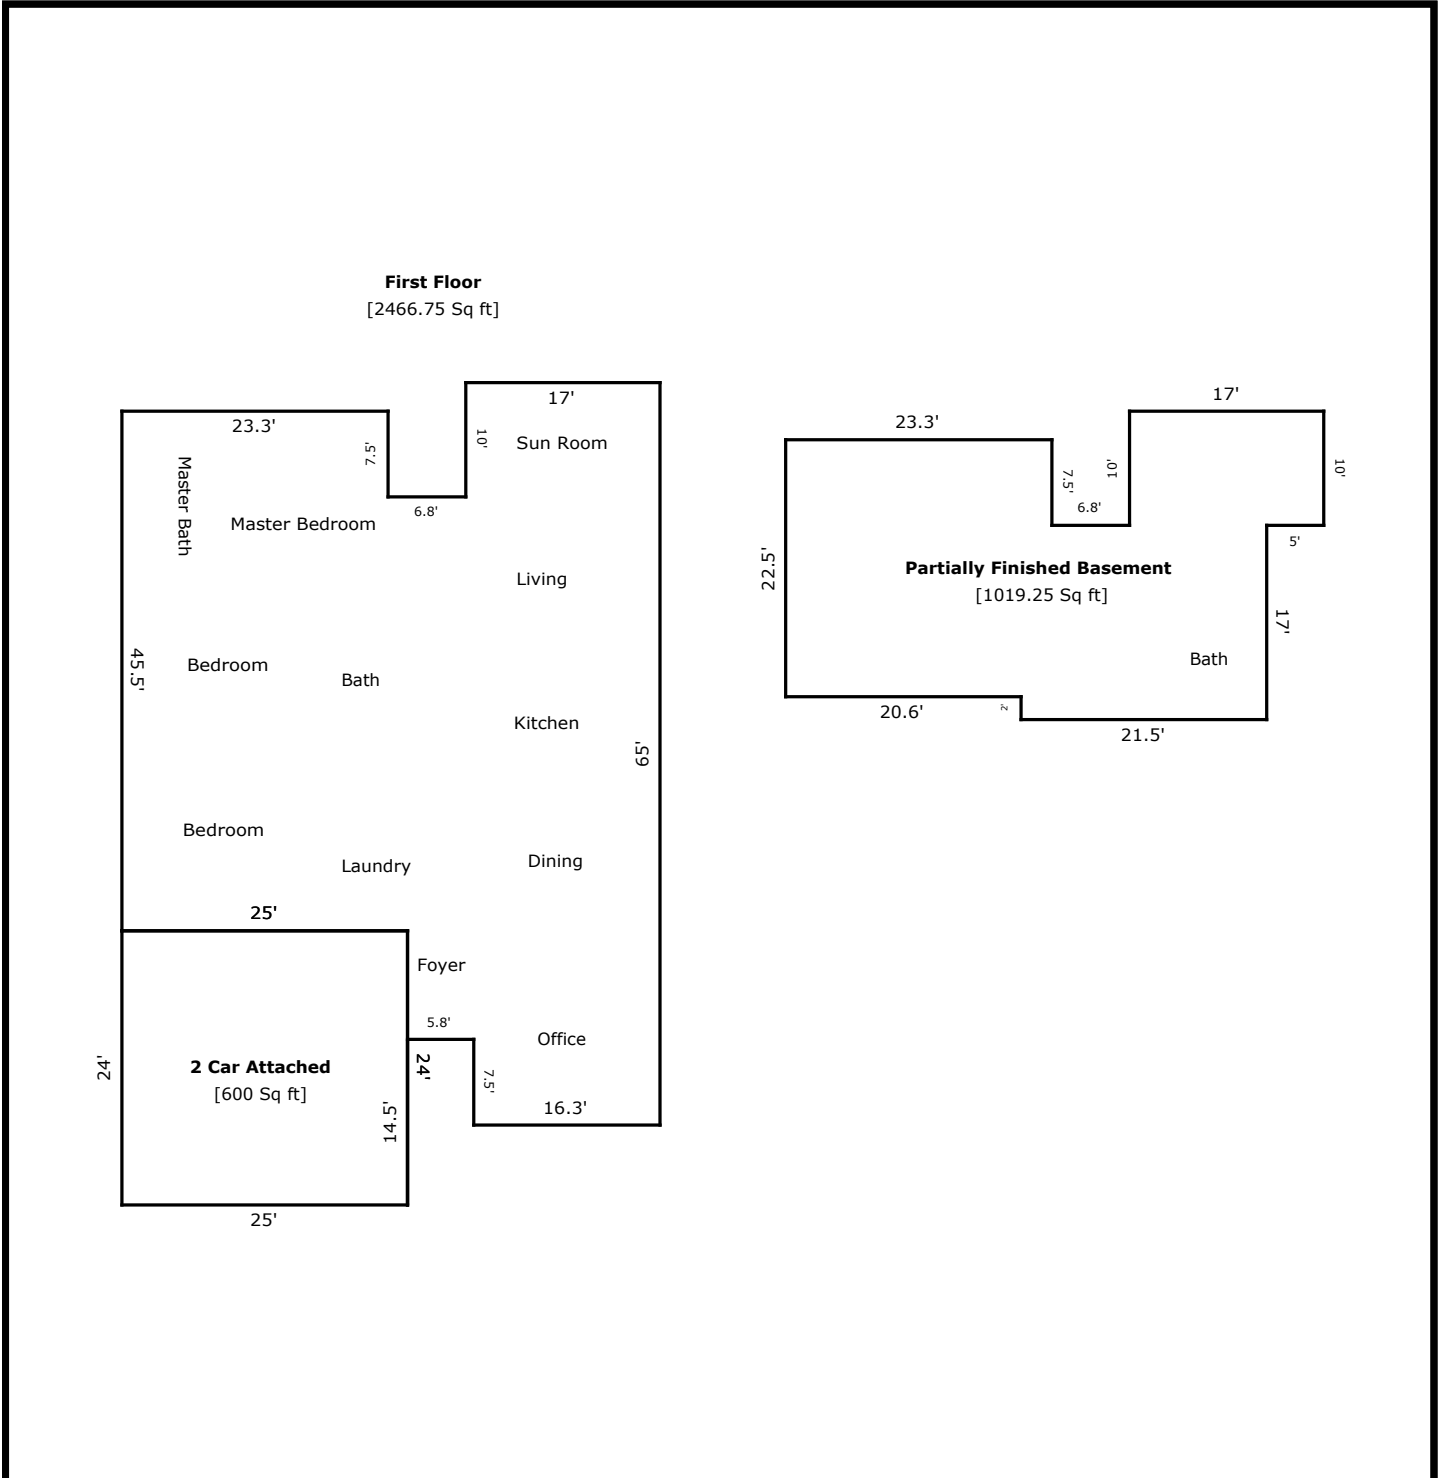 First Floor
[2466.75 Sq ft]
17'
23.3'
7.5'
10'
Sun Room
6.8'
Master Bath
Master Bedroom
Living
45.5'
Bedroom
Bath
Kitchen
65'
Bedroom
Laundry
Dining
25'
Foyer
5.8'
Office
24'
2 Car Attached
[600 Sq ft]
24'
14.5'
7.5'
16.3'
25'
17'
23.3'
7.5'
10'
10'
6.8'
5'
22.5'
Partially Finished Basement
[1019.25 Sq ft]
17'
Bath
20.6'
2'
21.5'